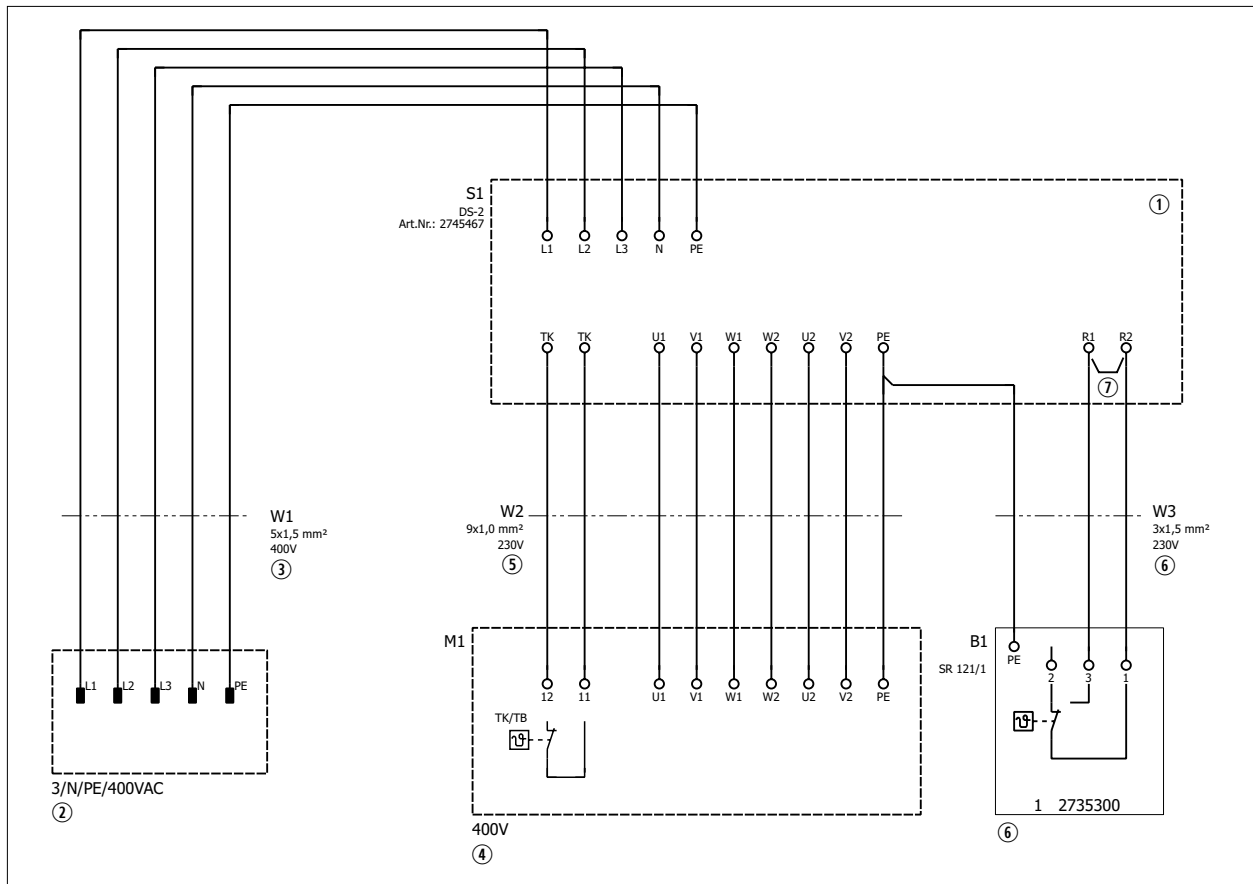 S1
DS-2
Art.Nr.: 2745467
①
L1 L2 L3 N PE
TK TK U1 V1 W1 W2 U2 V2 PE R1 R2
⑦
W1
5x1,5 mm²
400V
③
W2
9x1,0 mm²
230V
⑤
W3
3x1,5 mm²
230V
⑥
L1 L2 L3 N PE
3/N/PE/400VAC
②
M1
12 11 U1 V1 W1 W2 U2 V2 PE
TK/TB
ϑ
400V
④
B1
SR 121/1
PE 2 3 1
ϑ
1 2735300
⑥